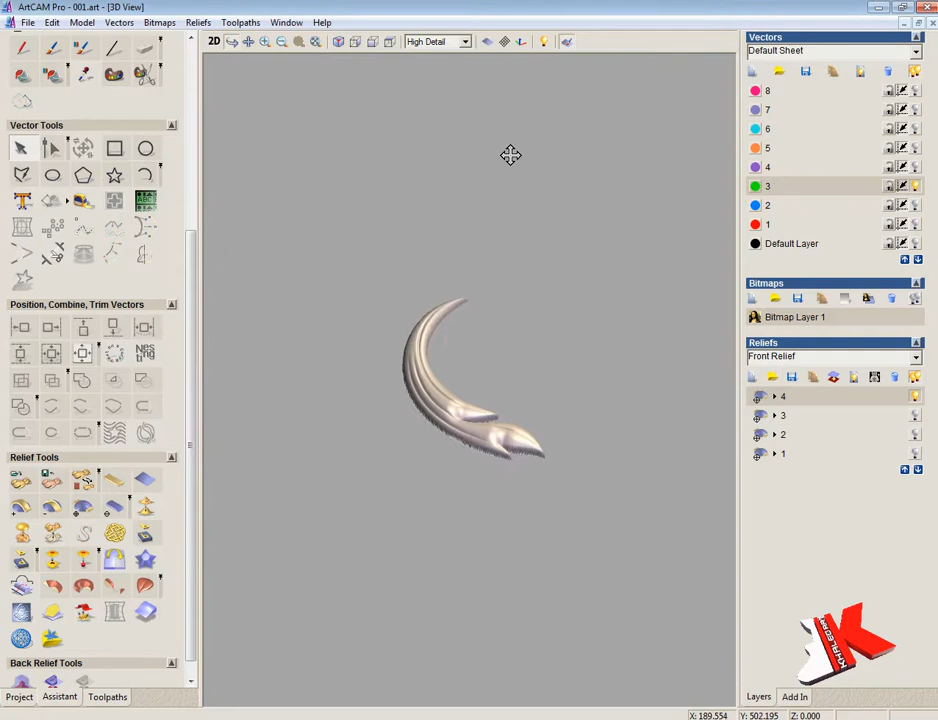 ArtCAM Pro - 001.art - [3D View]
File Edit Model Vectors Bitmaps Reliefs Toolpaths Window Help
2D High Detail
Vector Tools
ABC
Position, Combine, Trim Vectors
Nesting
Relief Tools
Back Relief Tools
Project Assistant Toolpaths
Vectors
Default Sheet
8
7
6
5
4
3
2
1
Default Layer
Bitmaps
Bitmap Layer 1
Reliefs
Front Relief
4
3
2
1
Layers Add In
X: 189.554 Y: 502.195 Z: 0.000